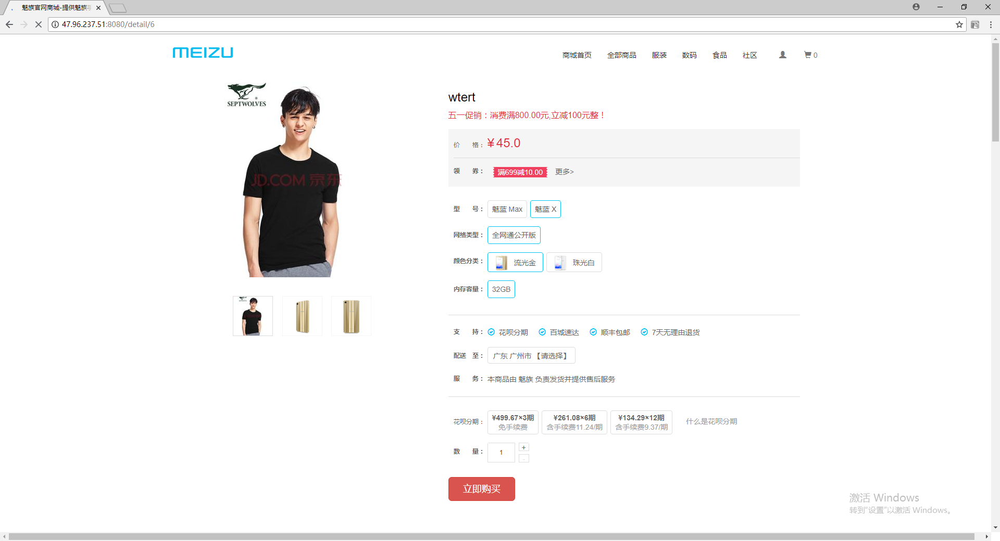 魅族官网商城-提供魅族手
47.96.237.51:8080/detail/6
MEIZU
商城首页 全部商品 服装 数码 食品 社区 0
SEPTWOLVES
JD.COM 京东
wtert
五一促销：消费满800.00元,立减100元整！
价 格： ¥45.0
领 券： 满699减10.00 更多>
型 号： 魅蓝 Max 魅蓝 X
网络类型： 全网通公开版
颜色分类： 流光金 珠光白
内存容量： 32GB
支 持： 花呗分期 百城速达 顺丰包邮 7天无理由退货
配送 至： 广东 广州市 【请选择】
服 务： 本商品由 魅族 负责发货并提供售后服务
花呗分期： ¥499.67×3期 ¥261.08×6期 ¥134.29×12期 什么是花呗分期
免手续费 含手续费11.24/期 含手续费9.37/期
数 量： 1 +
-
立即购买
激活 Windows
转到“设置”以激活 Windows。